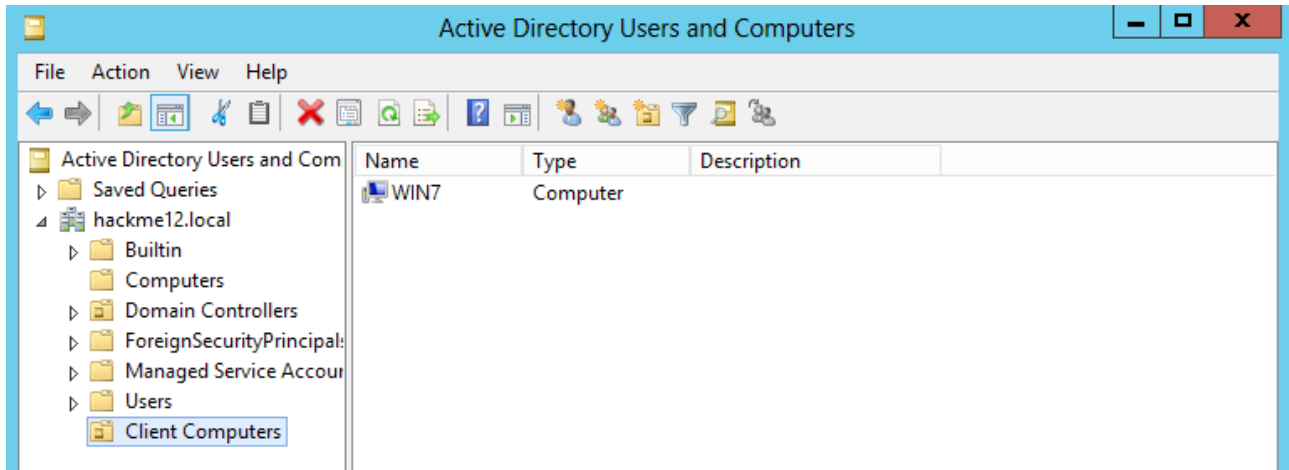 Active Directory Users and Computers
File Action View Help
Active Directory Users and Com
Name Type Description
Saved Queries
WIN7 Computer
hackme12.local
Builtin
Computers
Domain Controllers
ForeignSecurityPrincipals
Managed Service Accour
Users
Client Computers